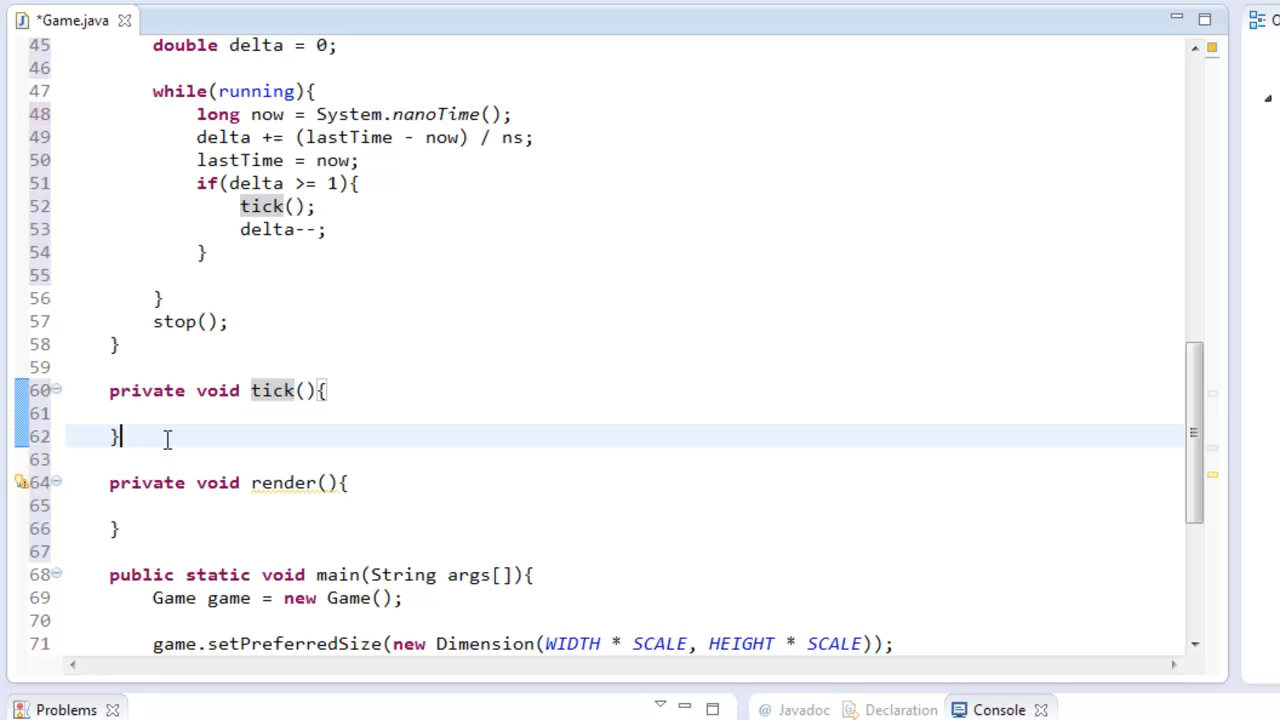 *Game.java
45 double delta = 0;
46
47 while(running){
48 long now = System.nanoTime();
49 delta += (lastTime - now) / ns;
50 lastTime = now;
51 if(delta >= 1){
52 tick();
53 delta--;
54 }
55
56 }
57 stop();
58 }
59
60 private void tick(){
61
62 }
63
64 private void render(){
65
66 }
67
68 public static void main(String args[]){
69 Game game = new Game();
70
71 game.setPreferredSize(new Dimension(WIDTH * SCALE, HEIGHT * SCALE));
Problems
@ Javadoc Declaration Console